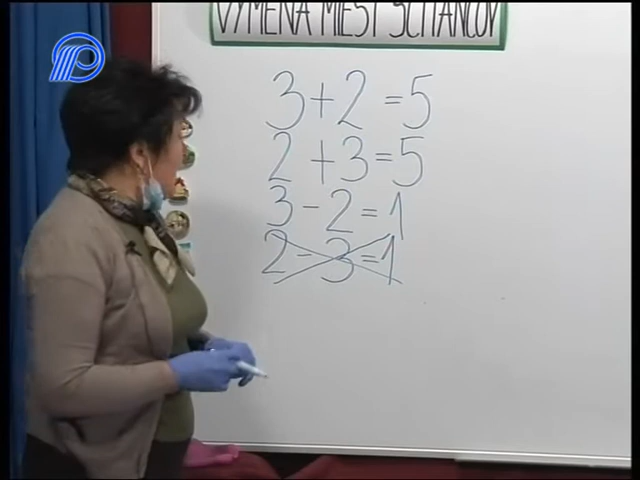 VÝMENA MIEST SČÍTANCOV
3+2=5
2+3=5
3-2=1
2-3=1